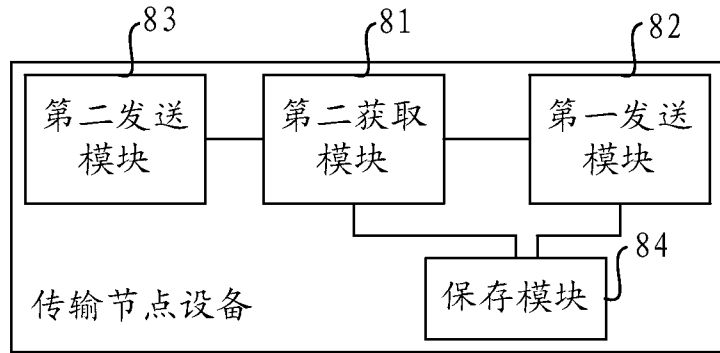 83
81
82
第二发送
模块
第二获取
模块
第一发送
模块
84
保存模块
传输节点设备